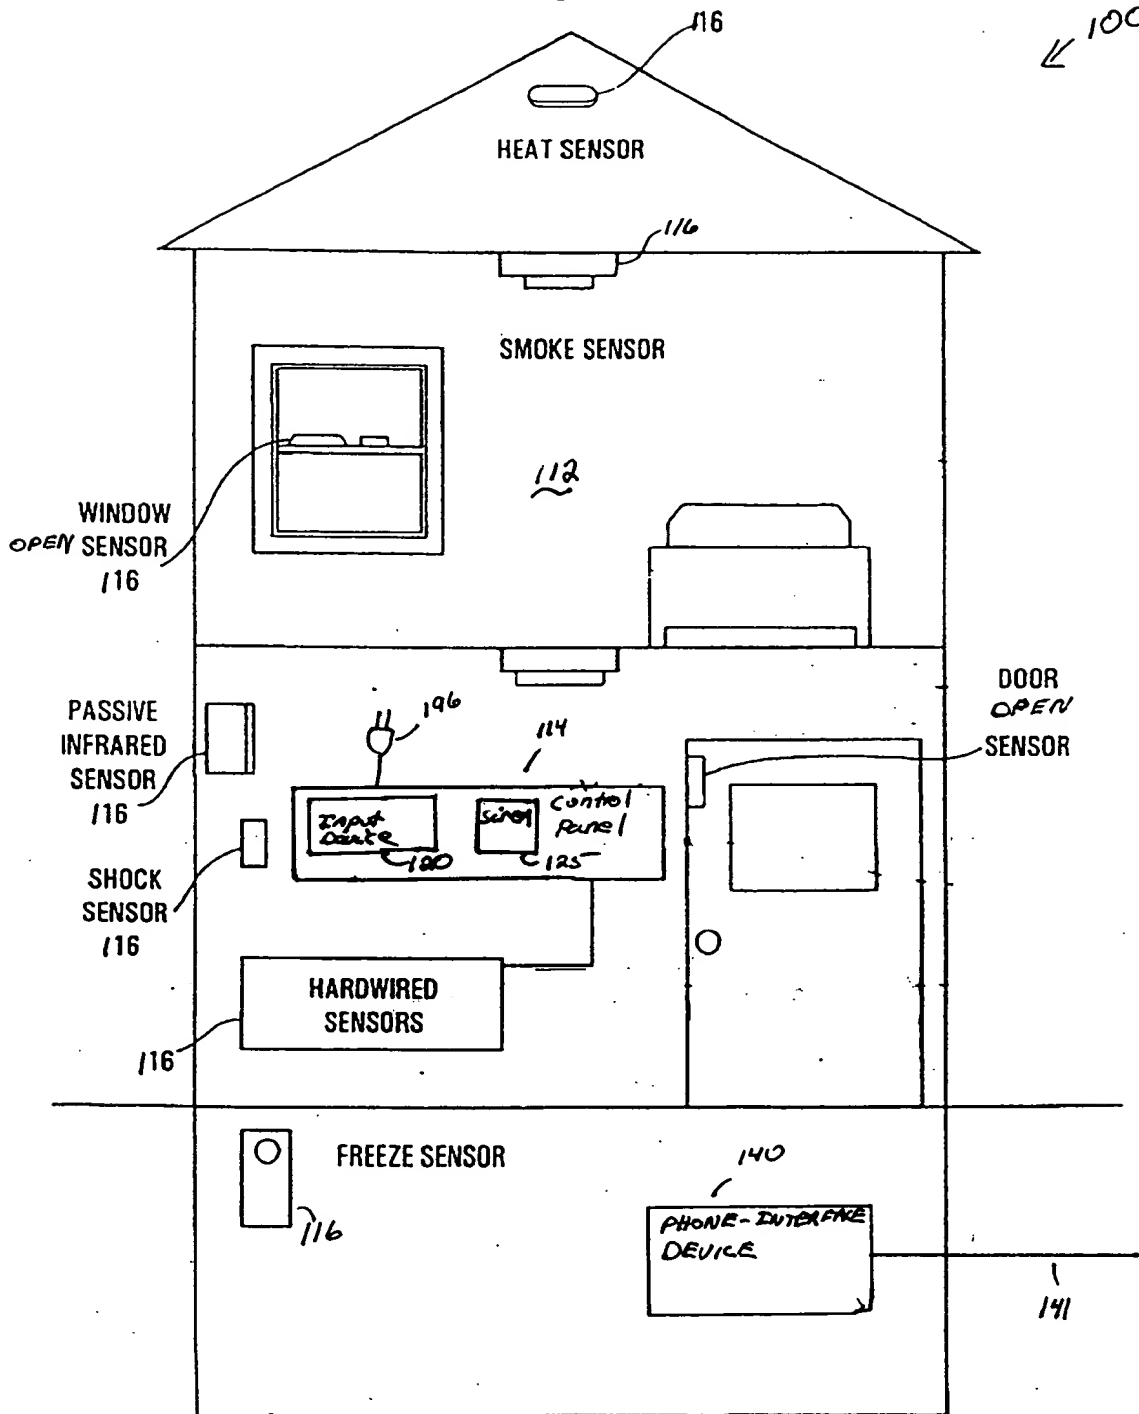 116
100
HEAT SENSOR
116
SMOKE SENSOR
112
WINDOW
OPEN SENSOR
116
DOOR
OPEN
SENSOR
PASSIVE
INFRARED
SENSOR
116
196
114
Input
Device
120
Siren
125
Control
Panel
SHOCK
SENSOR
116
HARDWIRED
SENSORS
116
FREEZE SENSOR
116
140
PHONE-INTERFACE
DEVICE
141